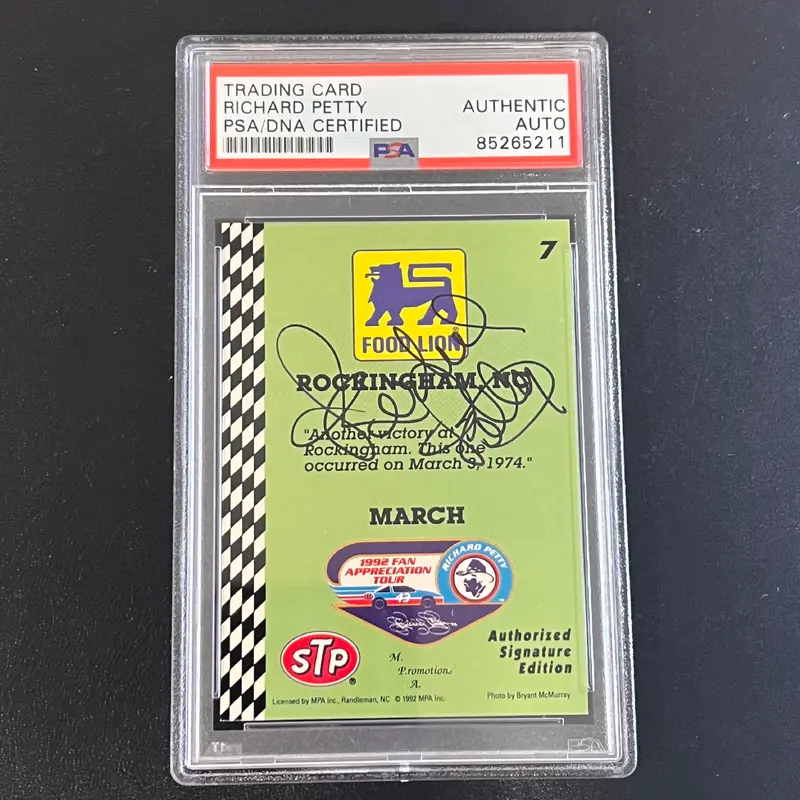 TRADING CARD
RICHARD PETTY
PSA/DNA CERTIFIED
AUTHENTIC
AUTO
85265211
PSA
7
FOOD LION®
ROCKINGHAM, NC
"Another victory at
Rockingham. This one
occurred on March 3, 1974."
MARCH
1992 FAN
APPRECIATION
TOUR
RICHARD PETTY
43
STP®
M.
P.romotions
A.
Authorized
Signature
Edition
Licensed by MPA Inc., Randleman, NC © 1992 MPA Inc.
Photo by Bryant McMurray
PSA